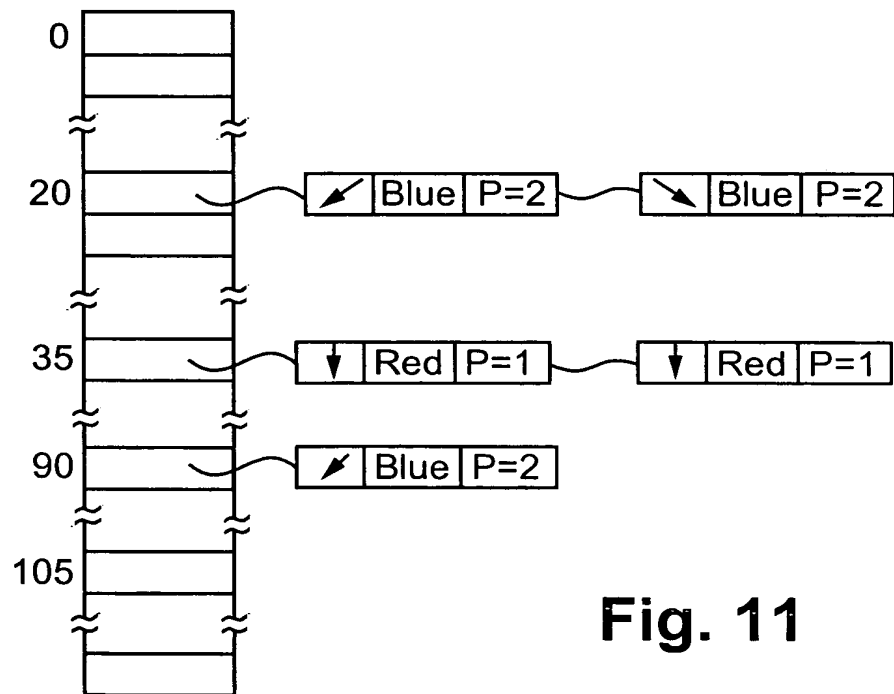 0
20 Blue P=2 Blue P=2
35 Red P=1 Red P=1
90 Blue P=2
105
Fig. 11